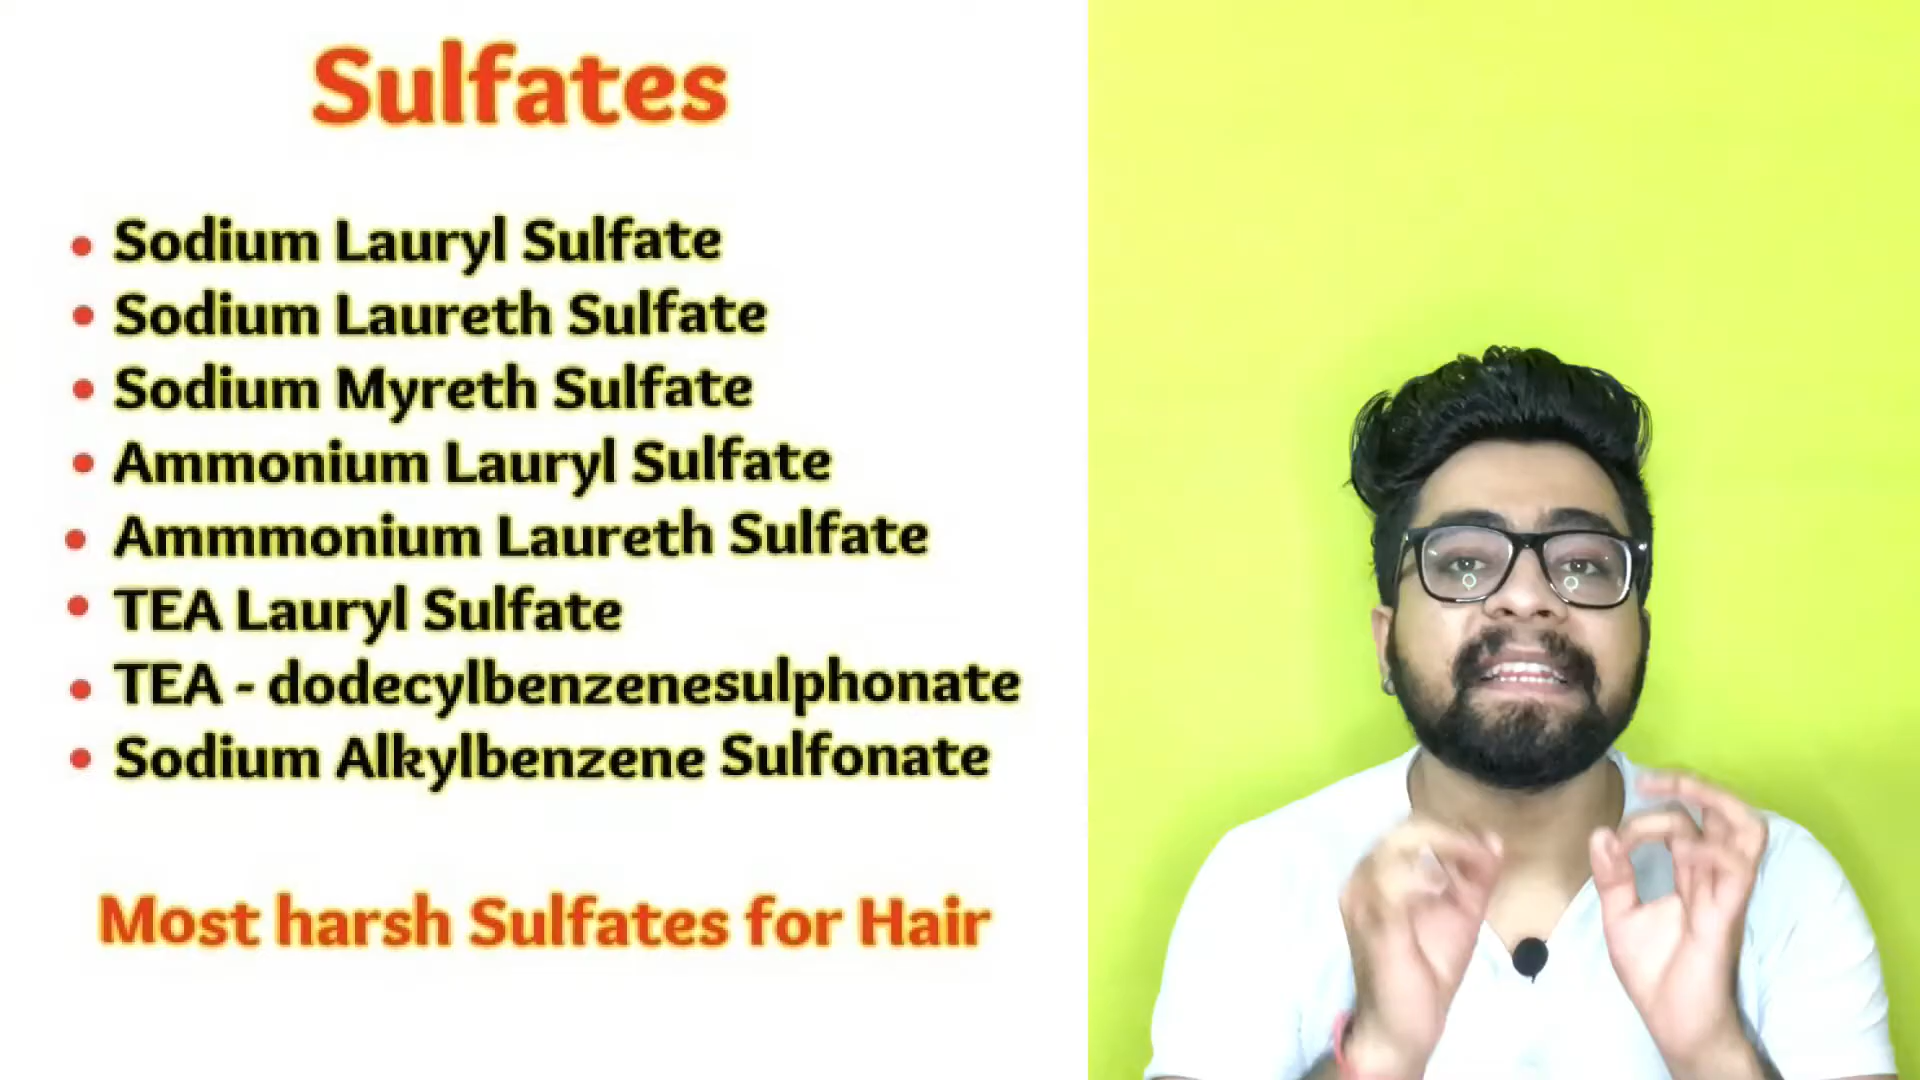 Sulfates
Sodium Lauryl Sulfate
Sodium Laureth Sulfate
Sodium Myreth Sulfate
Ammonium Lauryl Sulfate
Ammmonium Laureth Sulfate
TEA Lauryl Sulfate
TEA - dodecylbenzenesulphonate
Sodium Alkylbenzene Sulfonate
Most harsh Sulfates for Hair